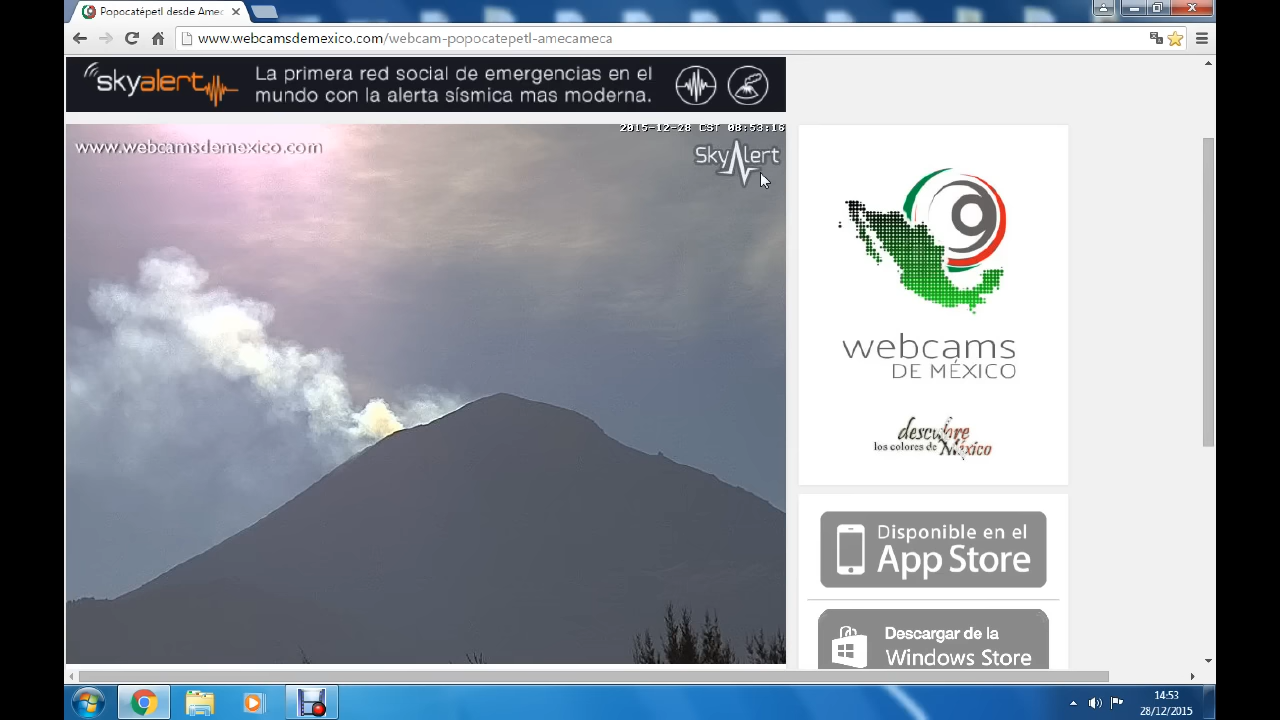 Popocatépetl desde Amec
www.webcamsdemexico.com/webcam-popocatepetl-amecameca
skyalert
La primera red social de emergencias en el
mundo con la alerta sísmica mas moderna.
2015-12-28 CST 08:53:16
www.webcamsdemexico.com
SkyAlert
webcams
DE MÉXICO
descubre
los colores de México
Disponible en el
App Store
Descargar de la
Windows Store
14:53
28/12/2015